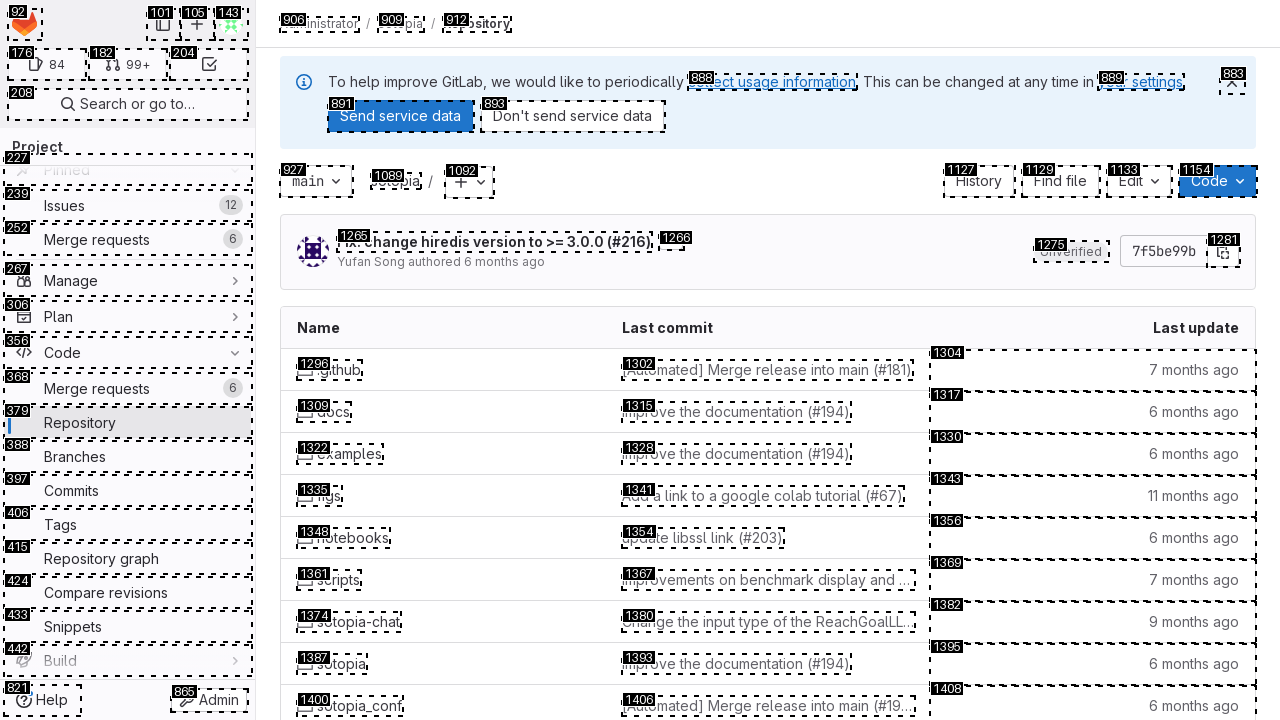 92
101
105
143
176
84
182
99+
204
208
Search or go to…
Project
227
Pinned
239
Issues
12
252
Merge requests
6
267
Manage
306
Plan
356
Code
368
Merge requests
6
379
Repository
388
Branches
397
Commits
406
Tags
415
Repository graph
424
Compare revisions
433
Snippets
442
Build
821
Help
865
Admin
906
909
912
/
/
883
To help improve GitLab, we would like to periodically 888 collect usage information. This can be changed at any time in 889 your settings.
891
Send service data
893
Don't send service data
927
main
1089
sotopia /
1092
1127
History
1129
Find file
1133
Edit
1154
Code
1265
fix: change hiredis version to >= 3.0.0 (#216)
1266
Yufan Song authored 6 months ago
1275
Unverified
7f5be99b
1281
Name Last commit Last update
1296 .github 1302 [Automated] Merge release into main (#181) 1304 7 months ago
1309 docs 1315 improve the documentation (#194) 1317 6 months ago
1322 examples 1328 improve the documentation (#194) 1330 6 months ago
1335 figs 1341 Add a link to a google colab tutorial (#67) 1343 11 months ago
1348 notebooks 1354 update libssl link (#203) 1356 6 months ago
1361 scripts 1367 improvements on benchmark display and … 1369 7 months ago
1374 sotopia-chat 1380 Change the input type of the ReachGoalLL… 1382 9 months ago
1387 sotopia 1393 improve the documentation (#194) 1395 6 months ago
1400 sotopia_conf 1406 [Automated] Merge release into main (#19… 1408 6 months ago